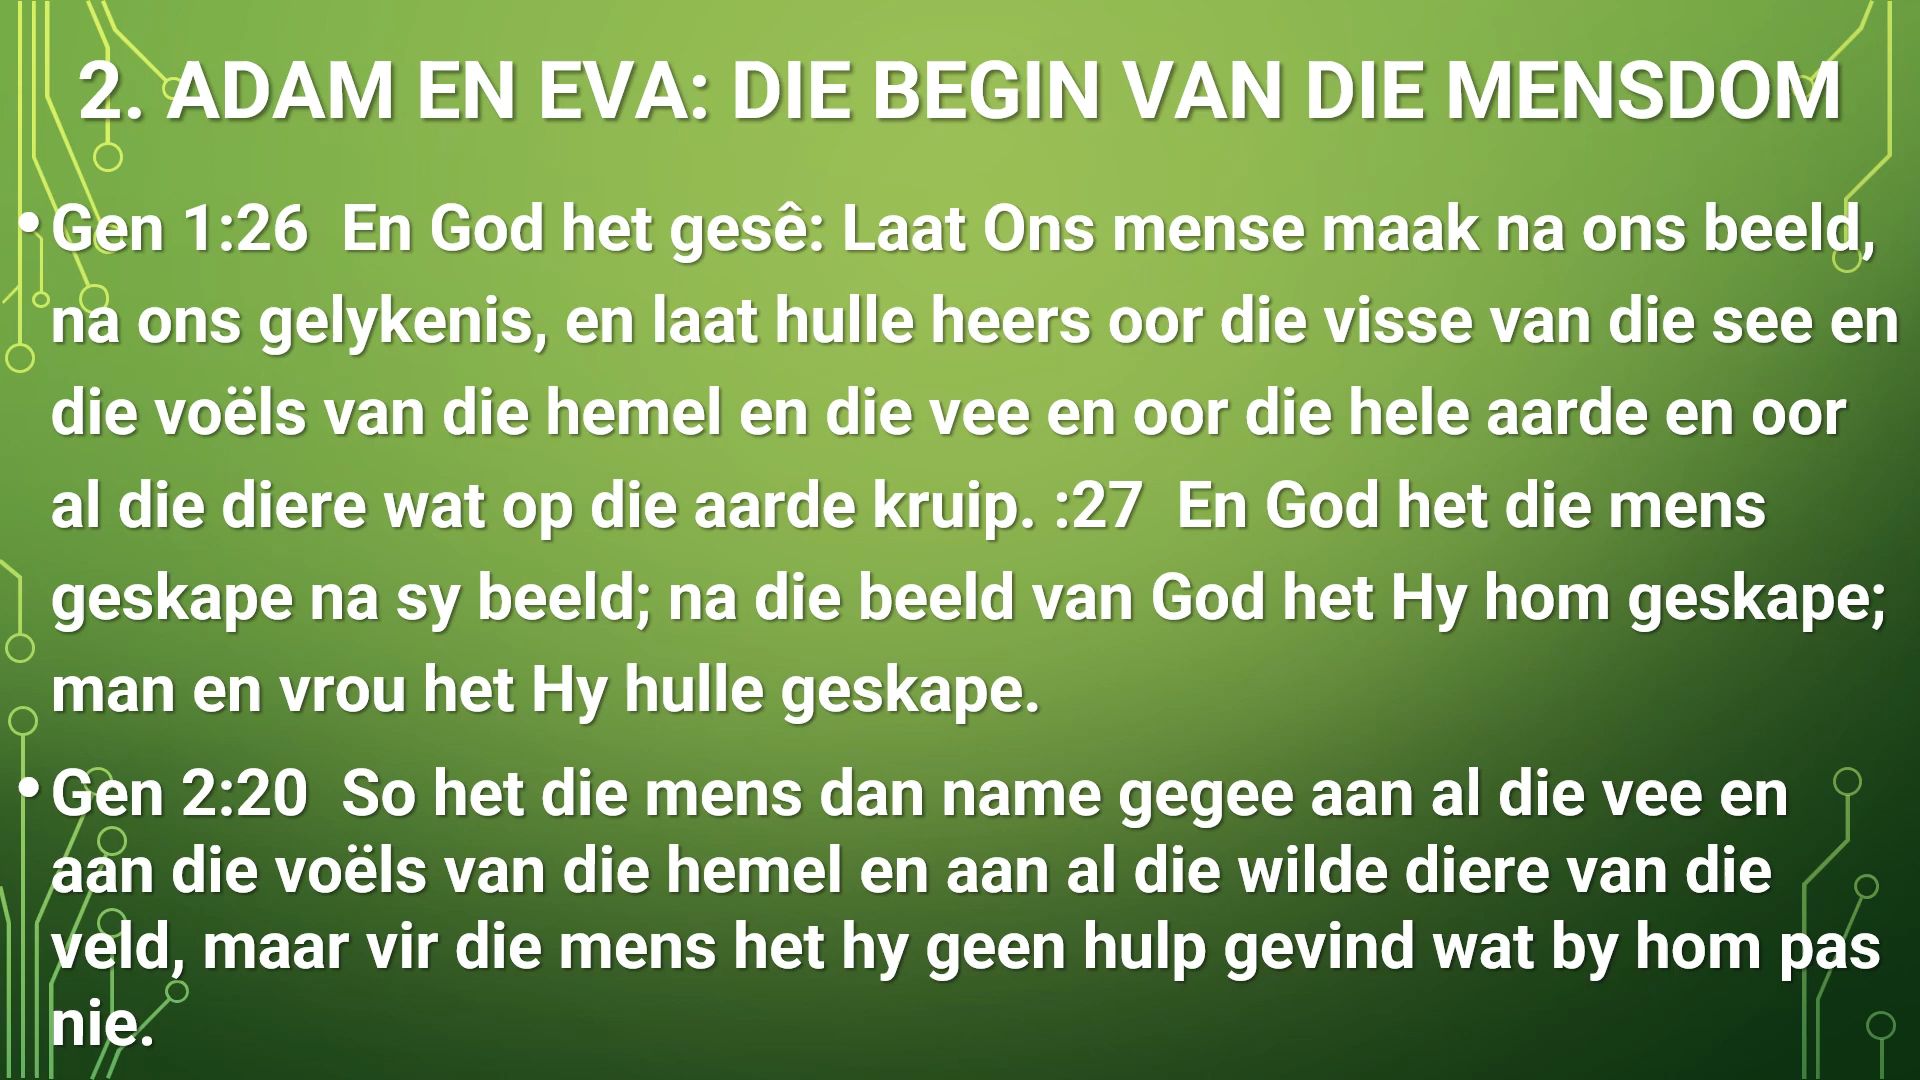 2. ADAM EN EVA: DIE BEGIN VAN DIE MENSDOM
• Gen 1:26  En God het gesê: Laat Ons mense maak na ons beeld,
na ons gelykenis, en laat hulle heers oor die visse van die see en
die voëls van die hemel en die vee en oor die hele aarde en oor
al die diere wat op die aarde kruip. :27  En God het die mens
geskape na sy beeld; na die beeld van God het Hy hom geskape;
man en vrou het Hy hulle geskape.
• Gen 2:20  So het die mens dan name gegee aan al die vee en
aan die voëls van die hemel en aan al die wilde diere van die
veld, maar vir die mens het hy geen hulp gevind wat by hom pas
nie.